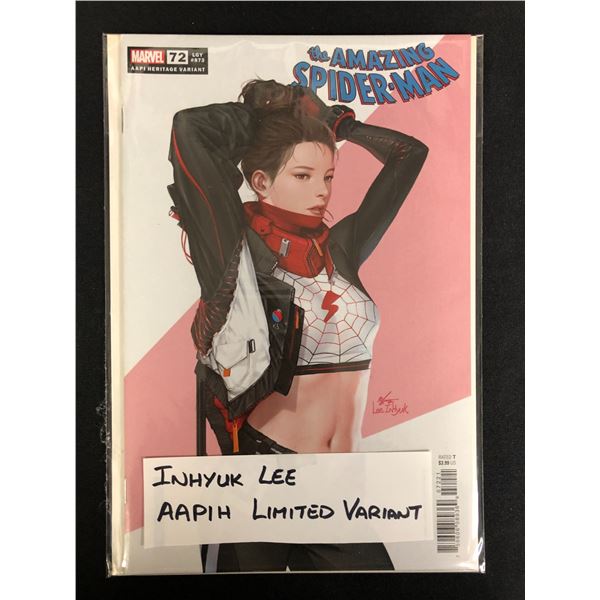 MARVEL 72 LGY #873
AAPI HERITAGE VARIANT
the AMAZING
SPIDER-MAN
Lee Inhyuk
RATED T
$3.99 US
INHYUK LEE
AAPIH LIMITED VARIANT